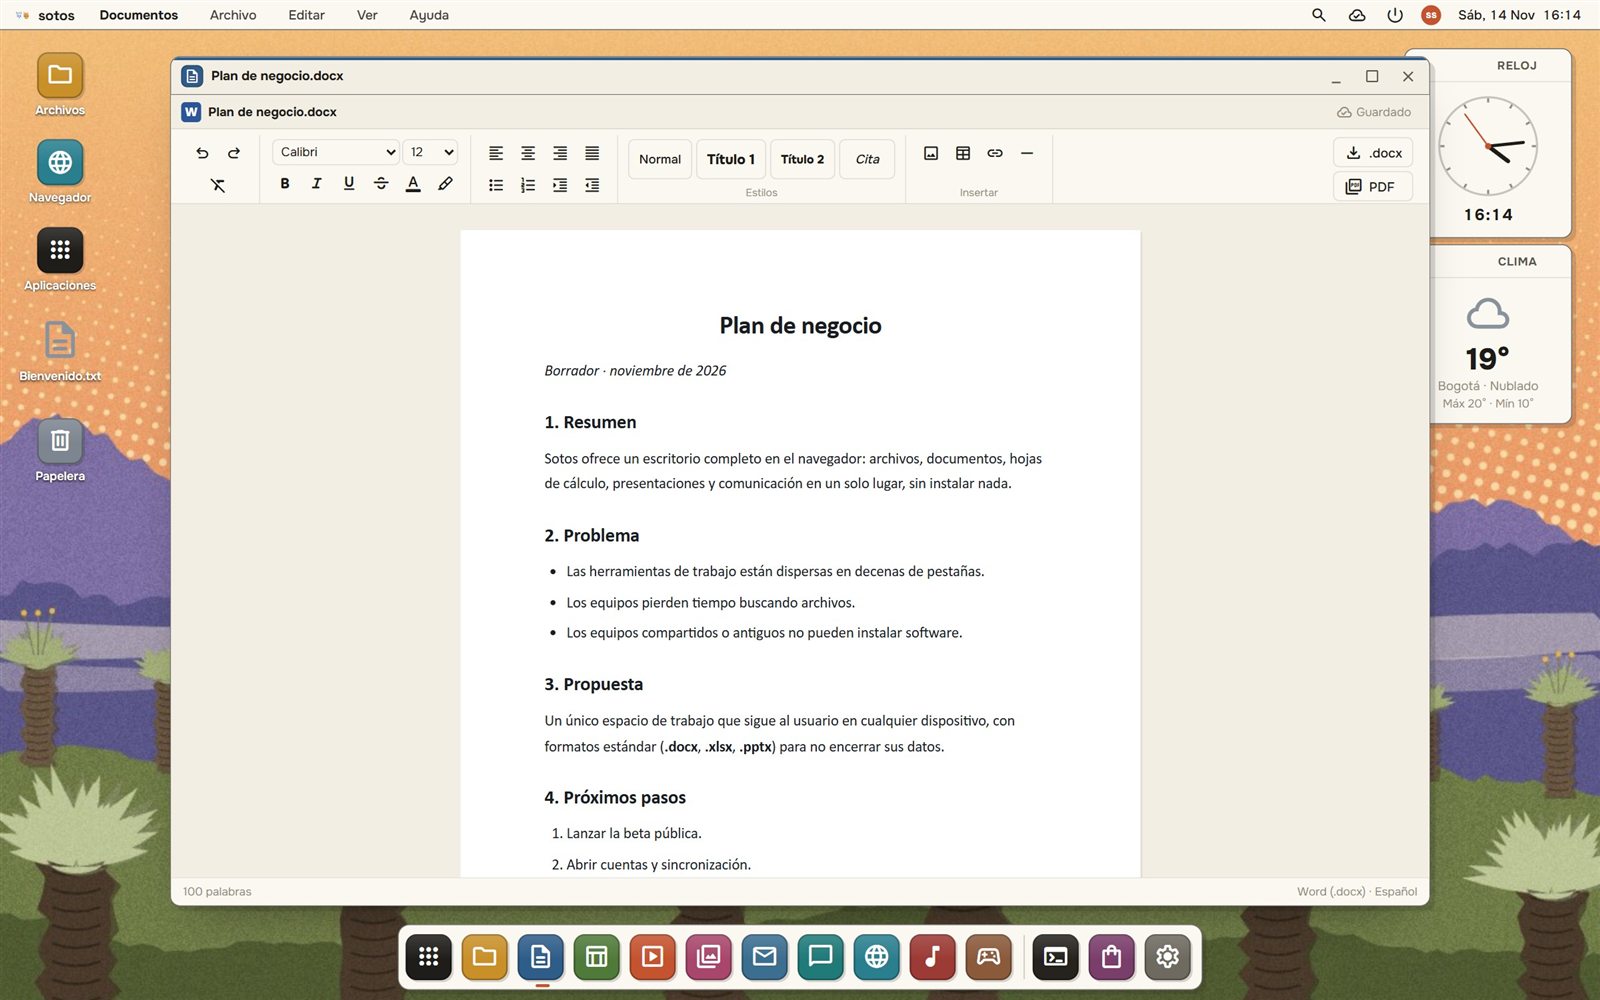 sotos Documentos Archivo Editar Ver Ayuda
ss Sáb, 14 Nov 16:14
Archivos
Navegador
Aplicaciones
Bienvenido.txt
Papelera
Plan de negocio.docx
W Plan de negocio.docx
Guardado
Calibri 12
B I U S A
Normal Título 1 Título 2 Cita
Estilos
Insertar
.docx
PDF
Plan de negocio
Borrador · noviembre de 2026
1. Resumen
Sotos ofrece un escritorio completo en el navegador: archivos, documentos, hojas
de cálculo, presentaciones y comunicación en un solo lugar, sin instalar nada.
2. Problema
• Las herramientas de trabajo están dispersas en decenas de pestañas.
• Los equipos pierden tiempo buscando archivos.
• Los equipos compartidos o antiguos no pueden instalar software.
3. Propuesta
Un único espacio de trabajo que sigue al usuario en cualquier dispositivo, con
formatos estándar (.docx, .xlsx, .pptx) para no encerrar sus datos.
4. Próximos pasos
1. Lanzar la beta pública.
2. Abrir cuentas y sincronización.
100 palabras
Word (.docx) · Español
RELOJ
16:14
CLIMA
19°
Bogotá · Nublado
Máx 20° · Mín 10°